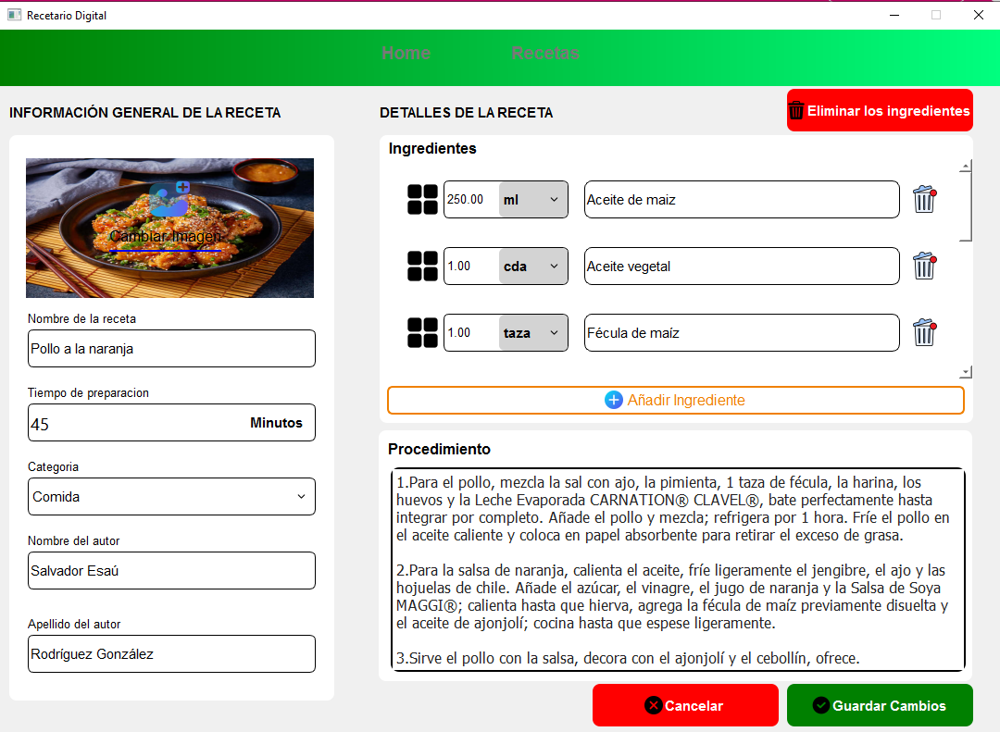 Recetario Digital
Home
Recetas
INFORMACIÓN GENERAL DE LA RECETA
Cambiar Imagen
Nombre de la receta
Pollo a la naranja
Tiempo de preparacion
45 Minutos
Categoria
Comida
Nombre del autor
Salvador Esaú
Apellido del autor
Rodríguez González
DETALLES DE LA RECETA
Eliminar los ingredientes
Ingredientes
250.00 ml Aceite de maiz
1.00 cda Aceite vegetal
1.00 taza Fécula de maíz
Añadir Ingrediente
Procedimiento
1.Para el pollo, mezcla la sal con ajo, la pimienta, 1 taza de fécula, la harina, los
huevos y la Leche Evaporada CARNATION® CLAVEL®, bate perfectamente hasta
integrar por completo. Añade el pollo y mezcla; refrigera por 1 hora. Fríe el pollo en
el aceite caliente y coloca en papel absorbente para retirar el exceso de grasa.
2.Para la salsa de naranja, calienta el aceite, fríe ligeramente el jengibre, el ajo y las
hojuelas de chile. Añade el azúcar, el vinagre, el jugo de naranja y la Salsa de Soya
MAGGI®; calienta hasta que hierva, agrega la fécula de maíz previamente disuelta y
el aceite de ajonjolí; cocina hasta que espese ligeramente.
3.Sirve el pollo con la salsa, decora con el ajonjolí y el cebollín, ofrece.
Cancelar
Guardar Cambios